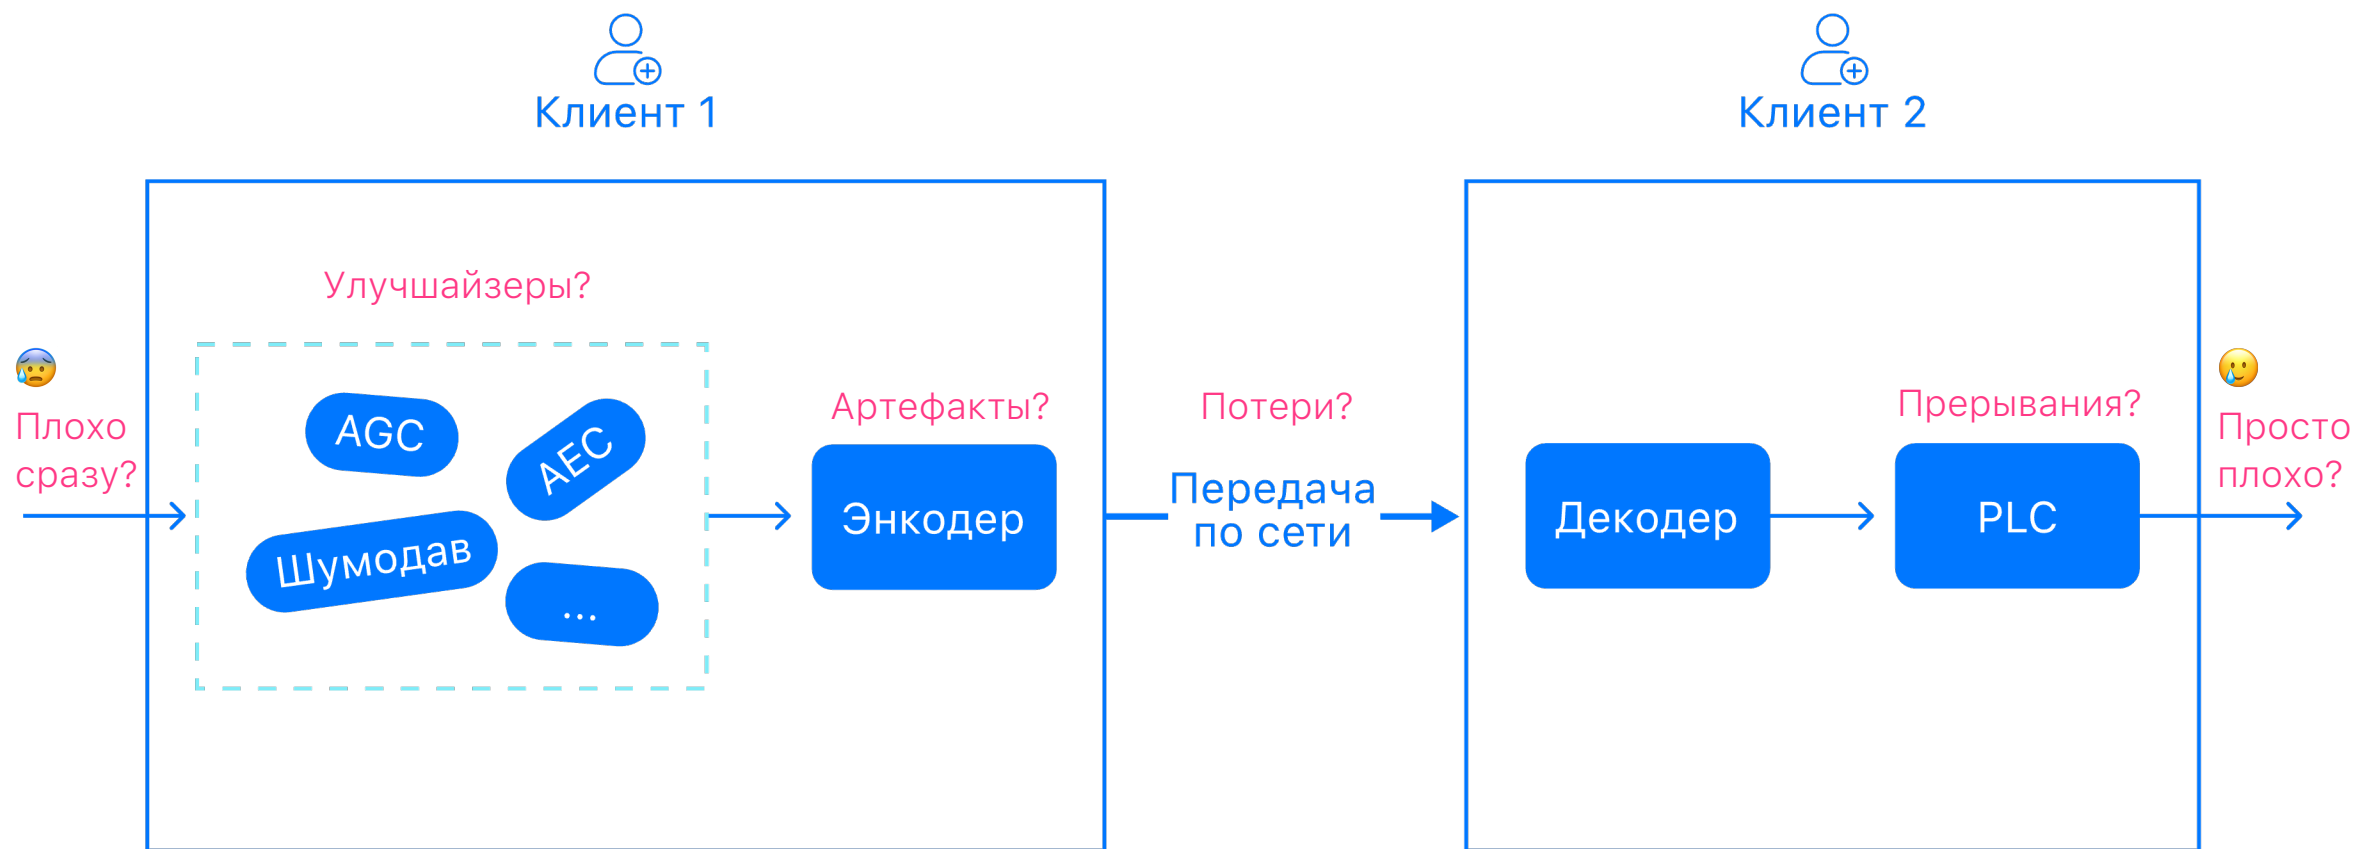 Клиент 1
Клиент 2
Улучшайзеры?
Плохо
сразу?
AGC
AEC
Шумодав
...
Артефакты?
Энкодер
Потери?
Передача
по сети
Декодер
Прерывания?
PLC
Просто
плохо?